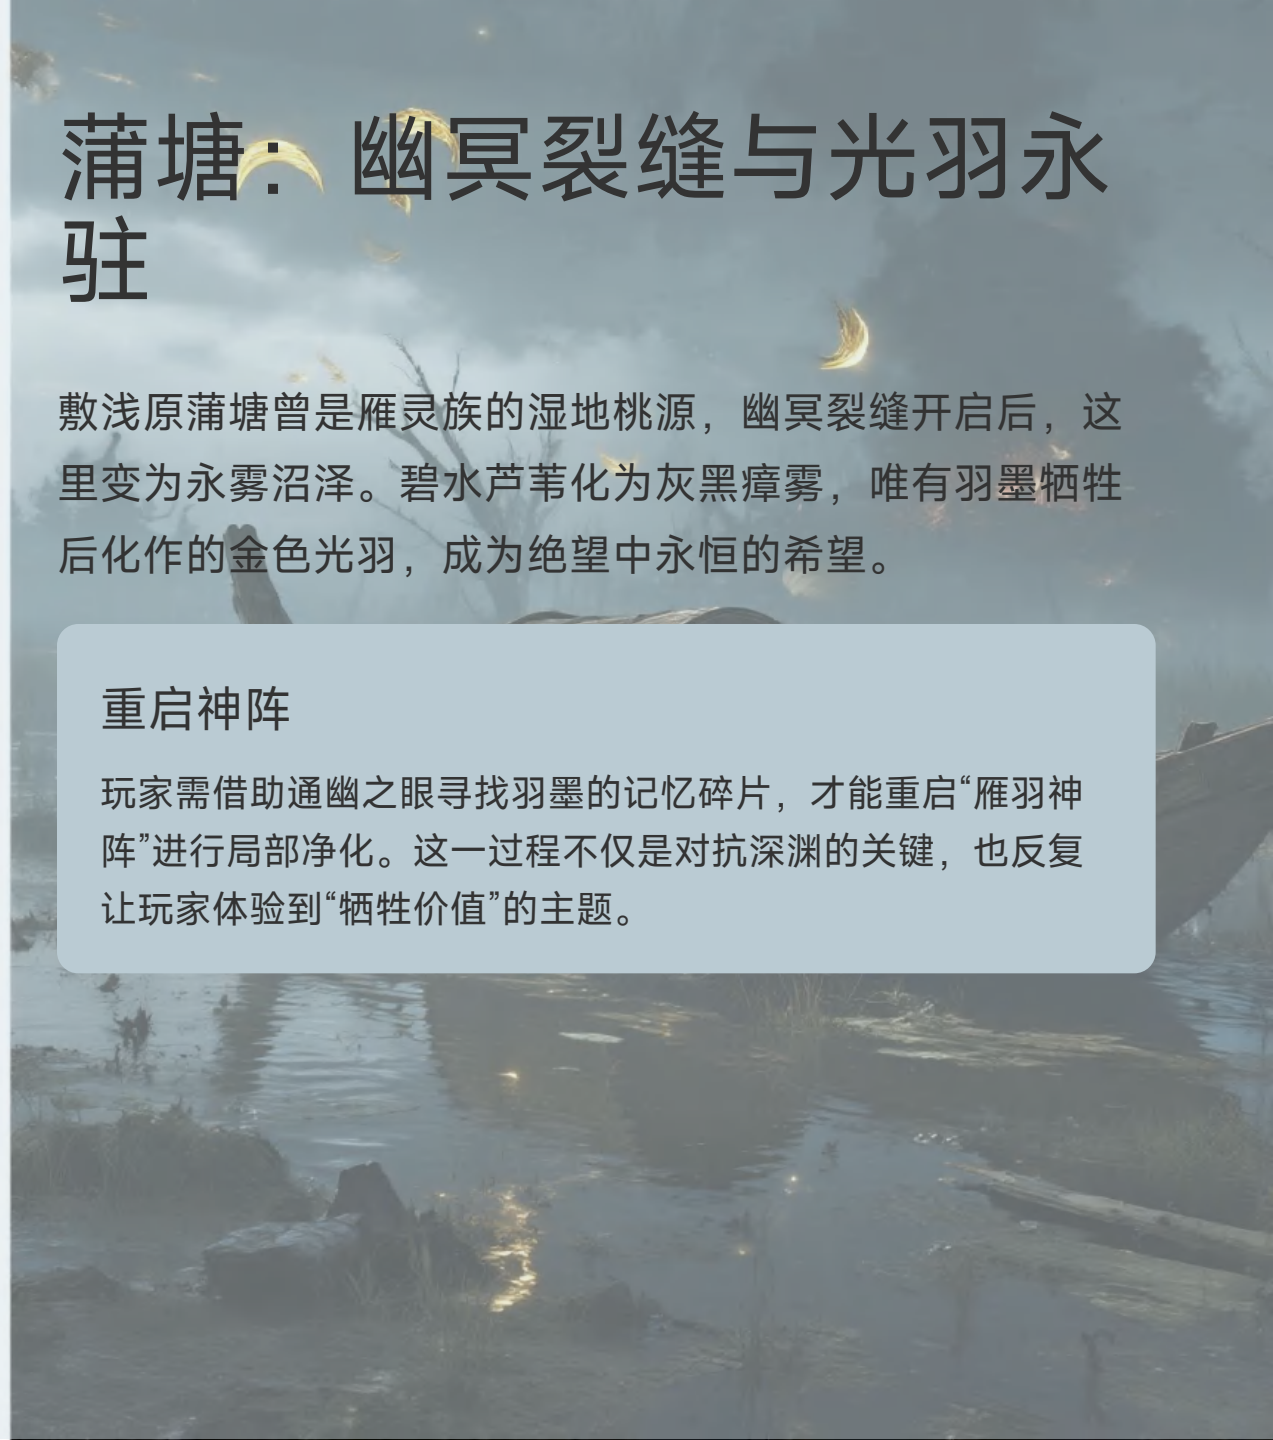 蒲塘：幽冥裂缝与光羽永
驻
敷浅原蒲塘曾是雁灵族的湿地桃源，幽冥裂缝开启后，这
里变为永雾沼泽。碧水芦苇化为灰黑瘴雾，唯有羽墨牺牲
后化作的金色光羽，成为绝望中永恒的希望。
重启神阵
玩家需借助通幽之眼寻找羽墨的记忆碎片，才能重启“雁羽神
阵”进行局部净化。这一过程不仅是对抗深渊的关键，也反复
让玩家体验到“牺牲价值”的主题。